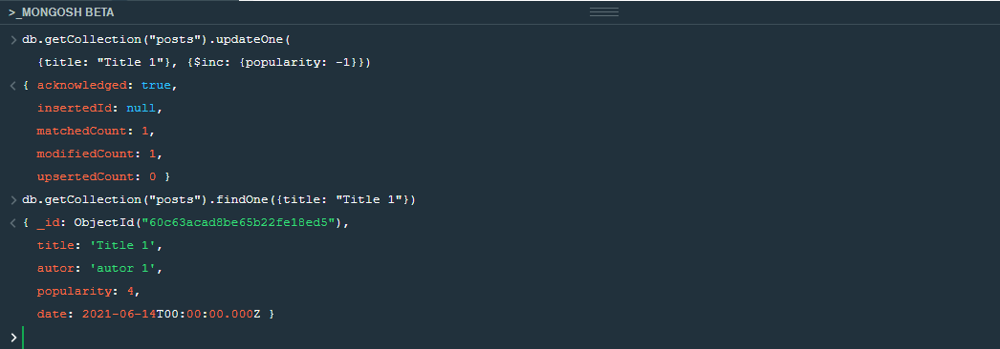 >_MONGOSH BETA
> db.getCollection("posts").updateOne(
{title: "Title 1"}, {$inc: {popularity: -1}})
< { acknowledged: true,
insertedId: null,
matchedCount: 1,
modifiedCount: 1,
upsertedCount: 0 }
> db.getCollection("posts").findOne({title: "Title 1"})
< { _id: ObjectId("60c63acad8be65b22fe18ed5"),
title: 'Title 1',
autor: 'autor 1',
popularity: 4,
date: 2021-06-14T00:00:00.000Z }
>